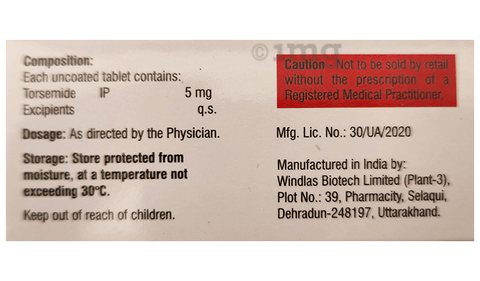 ©1mg
Composition:
Each uncoated tablet contains:
Torsemide IP 5 mg
Excipients q.s.
Dosage: As directed by the Physician.
Storage: Store protected from
moisture, at a temperature not
exceeding 30°C.
Keep out of reach of children.
Caution - Not to be sold by retail
without the prescription of a
Registered Medical Practitioner.
Mfg. Lic. No.: 30/UA/2020
Manufactured in India by:
Windlas Biotech Limited (Plant-3),
Plot No.: 39, Pharmacity, Selaqui,
Dehradun-248197, Uttarakhand.